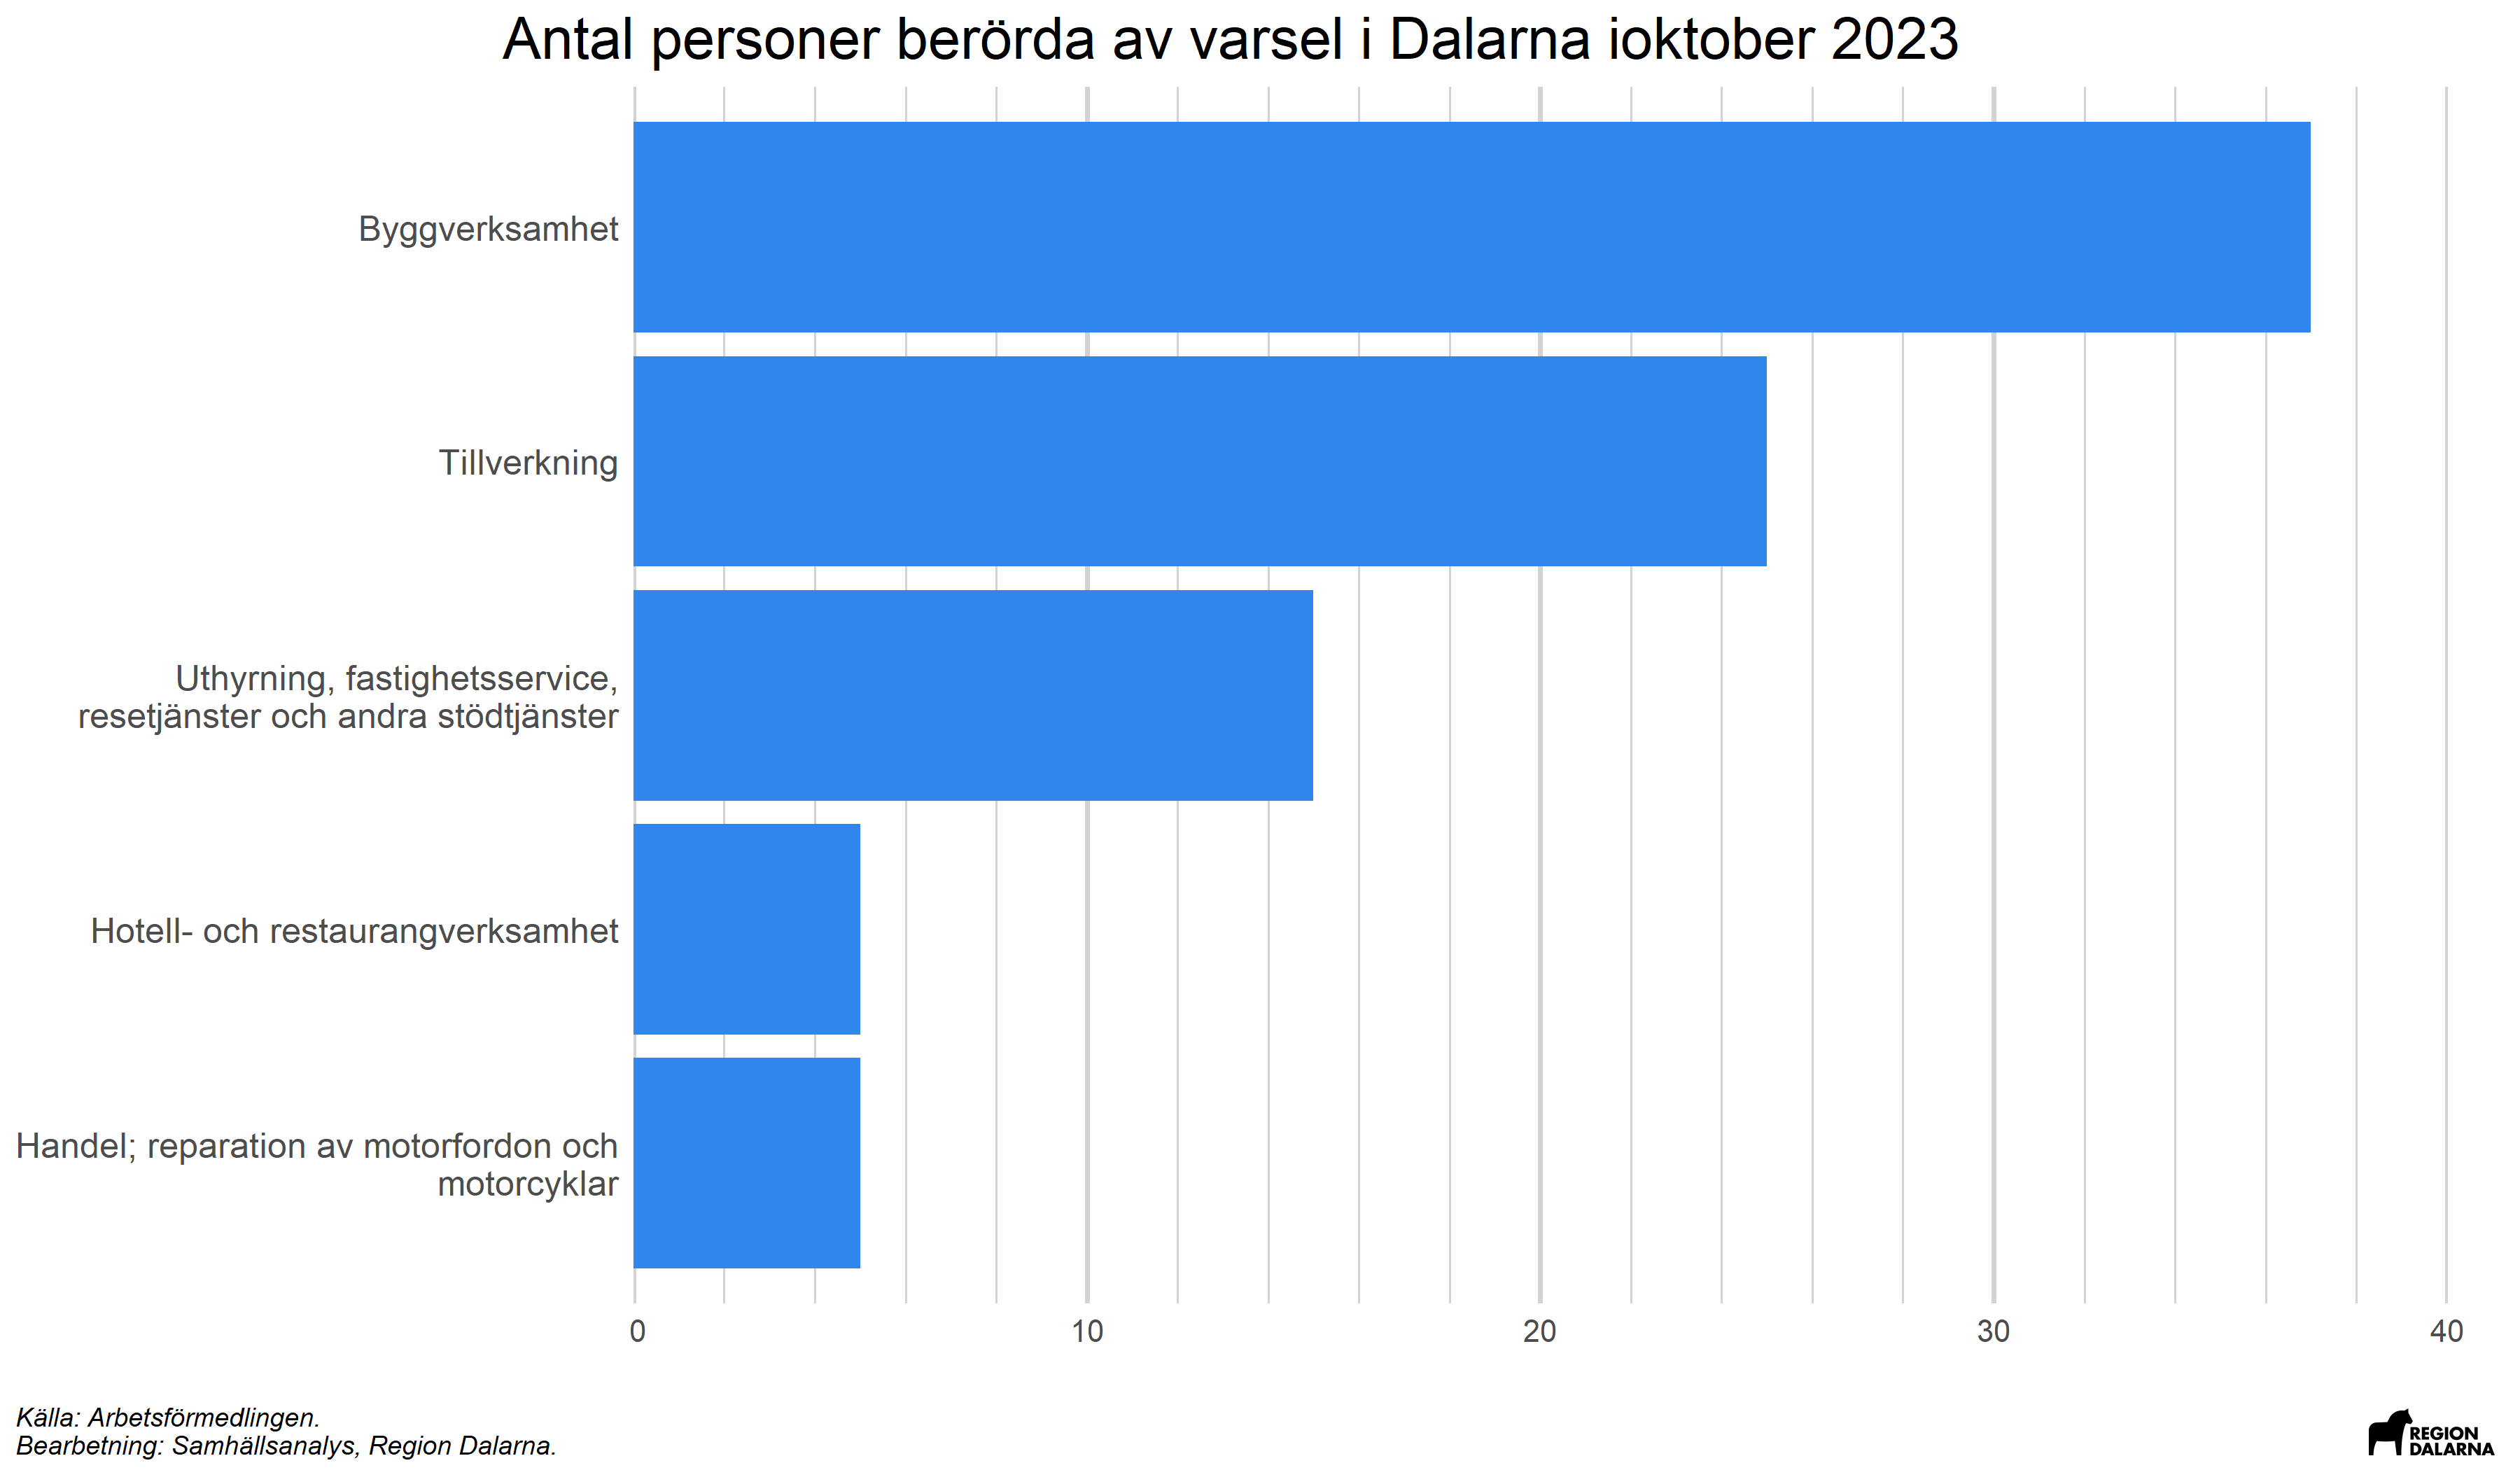 Antal personer berörda av varsel i Dalarna ioktober 2023
Byggverksamhet
Tillverkning
Uthyrning, fastighetsservice,
resetjänster och andra stödtjänster
Hotell- och restaurangverksamhet
Handel; reparation av motorfordon och
motorcyklar
0 10 20 30 40
Källa: Arbetsförmedlingen.
Bearbetning: Samhällsanalys, Region Dalarna.
REGION
DALARNA